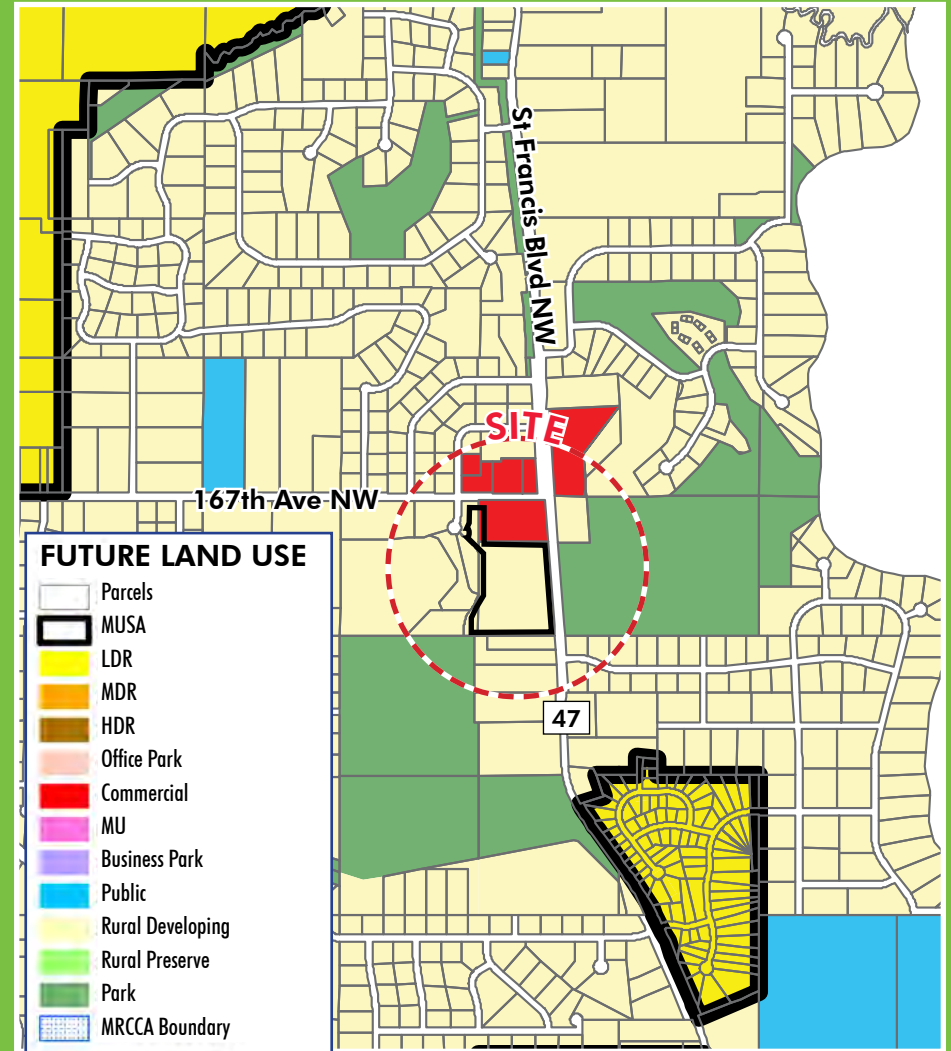 St Francis Blvd NW
SITE
167th Ave NW
FUTURE LAND USE
Parcels
MUSA
LDR
MDR
HDR
Office Park
Commercial
MU
Business Park
Public
Rural Developing
Rural Preserve
Park
MRCCA Boundary
47